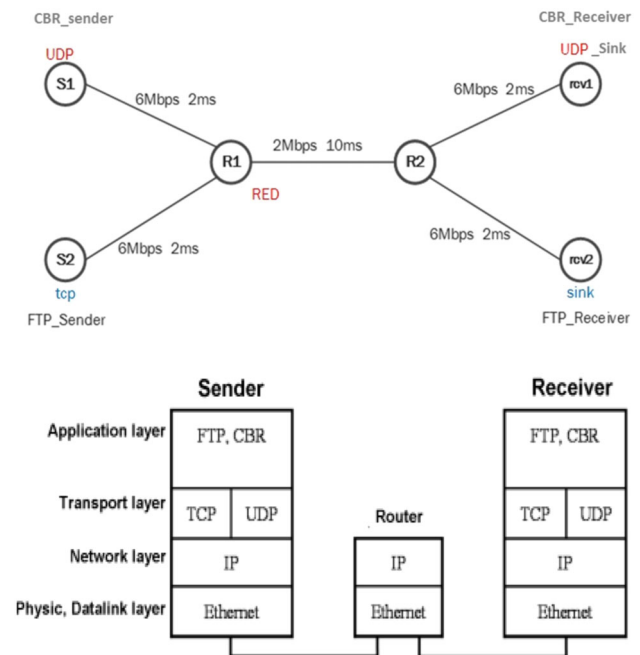 CBR_sender
CBR_Receiver
UDP
UDP _Sink
S1
rcv1
6Mbps 2ms
6Mbps 2ms
2Mbps 10ms
R1
R2
RED
6Mbps 2ms
6Mbps 2ms
S2
rcv2
tcp
sink
FTP_Sender
FTP_Receiver
Sender
Receiver
Application layer
FTP, CBR
FTP, CBR
Transport layer
TCP
UDP
Router
TCP
UDP
Network layer
IP
IP
IP
Physic, Datalink layer
Ethernet
Ethernet
Ethernet